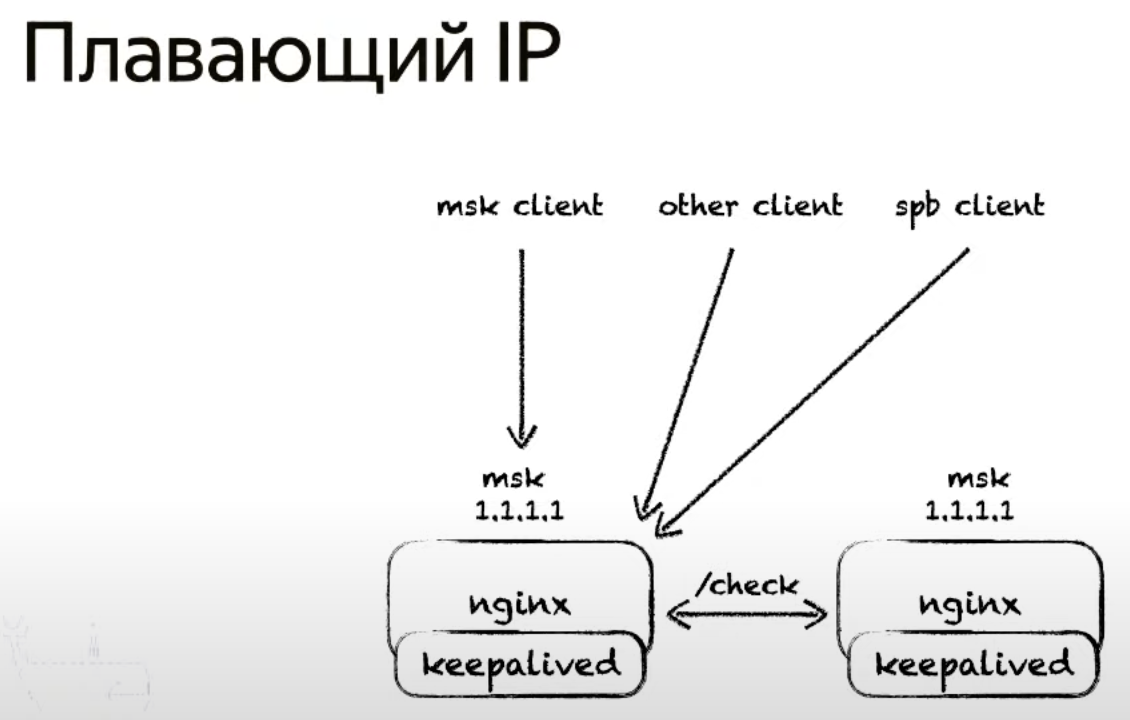 Плавающий IP
msk client
other client
spb client
msk
1.1.1.1
msk
1.1.1.1
nginx
/check
nginx
keepalived
keepalived